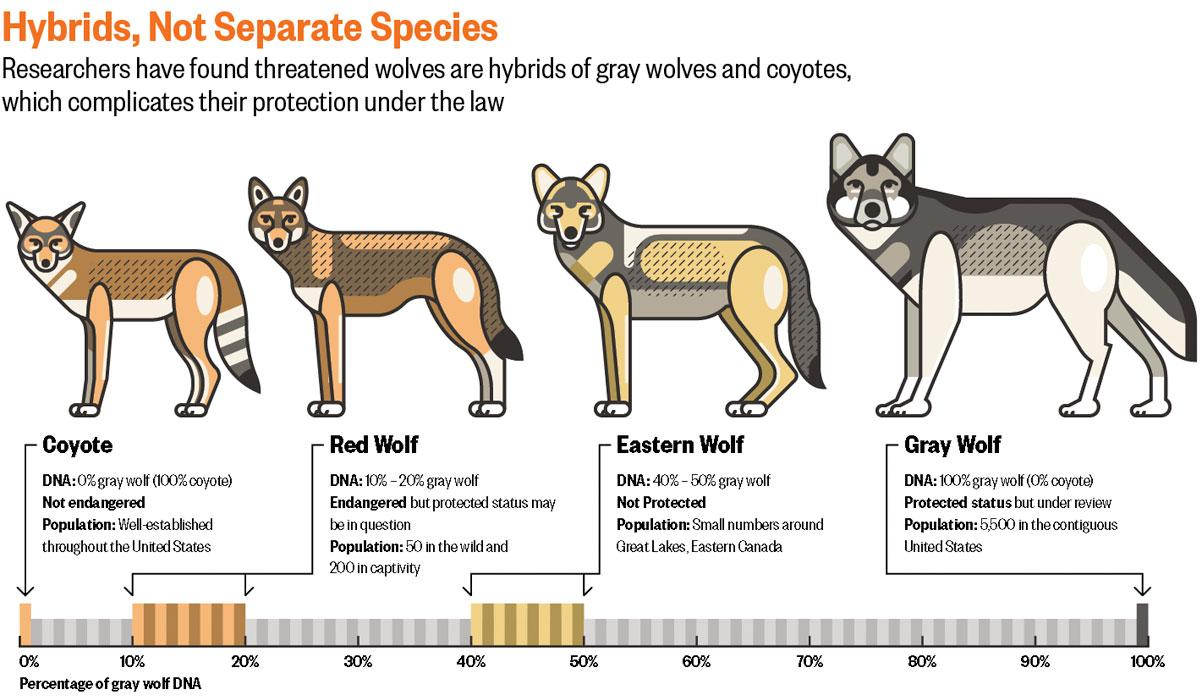 Hybrids, Not Separate Species
Researchers have found threatened wolves are hybrids of gray wolves and coyotes,
which complicates their protection under the law
Coyote
DNA: 0% gray wolf (100% coyote)
Not endangered
Population: Well-established
throughout the United States
Red Wolf
DNA: 10% – 20% gray wolf
Endangered but protected status may
be in question
Population: 50 in the wild and
200 in captivity
Eastern Wolf
DNA: 40% – 50% gray wolf
Not Protected
Population: Small numbers around
Great Lakes, Eastern Canada
Gray Wolf
DNA: 100% gray wolf (0% coyote)
Protected status but under review
Population: 5,500 in the contiguous
United States
0% 10% 20% 30% 40% 50% 60% 70% 80% 90% 100%
Percentage of gray wolf DNA